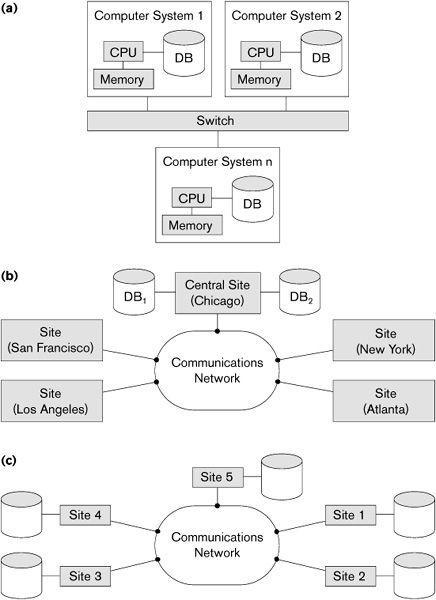 (a)
Computer System 1
Computer System 2
CPU
DB
CPU
DB
Memory
Memory
Switch
Computer System n
CPU
DB
Memory
(b)
DB₁
Central Site
(Chicago)
DB₂
Site
(San Francisco)
Communications
Network
Site
(New York)
Site
(Los Angeles)
Site
(Atlanta)
(c)
Site 5
Site 4
Site 1
Communications
Network
Site 3
Site 2